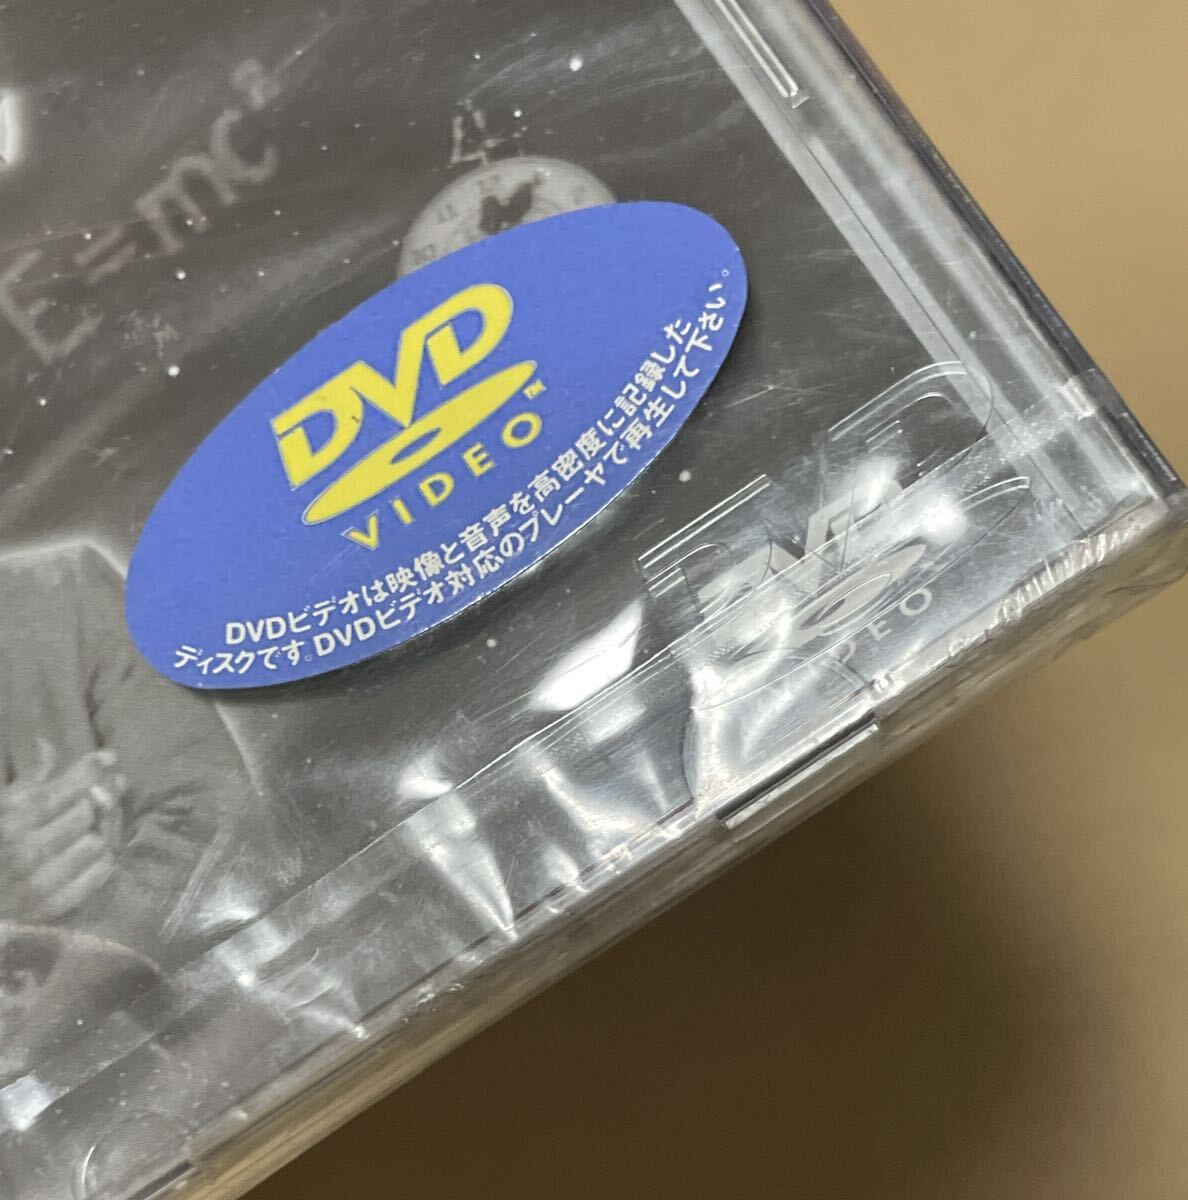 E=mc²
DVD
VIDEO™
DVDビデオは映像と音声を高密度に記録した
ディスクです。DVDビデオ対応のプレーヤで再生して下さい。
DVD